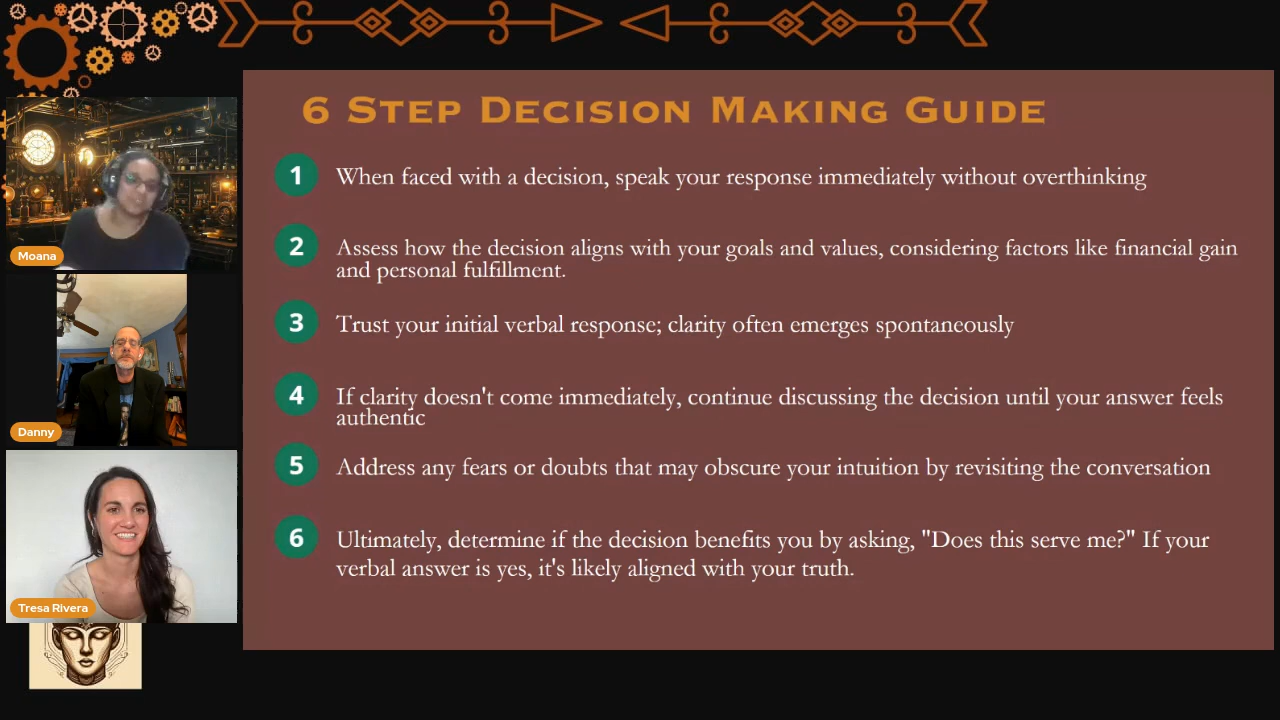 6 Step Decision Making Guide
1 When faced with a decision, speak your response immediately without overthinking
2 Assess how the decision aligns with your goals and values, considering factors like financial gain
and personal fulfillment.
3 Trust your initial verbal response; clarity often emerges spontaneously
4 If clarity doesn't come immediately, continue discussing the decision until your answer feels
authentic
5 Address any fears or doubts that may obscure your intuition by revisiting the conversation
6 Ultimately, determine if the decision benefits you by asking, "Does this serve me?" If your
verbal answer is yes, it's likely aligned with your truth.
Moana
Danny
Tresa Rivera